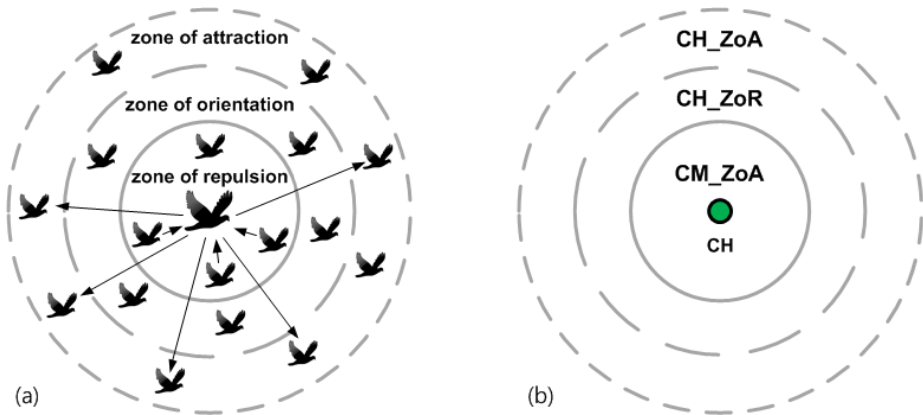 zone of attraction
zone of orientation
zone of repulsion
(a)
CH_ZoA
CH_ZoR
CM_ZoA
CH
(b)